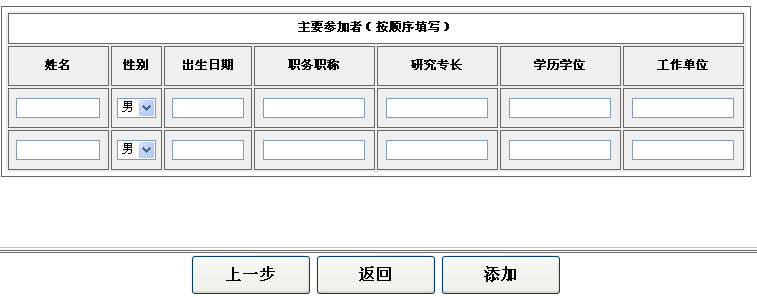 主要参加者（按顺序填写）
姓名 性别 出生日期 职务职称 研究专长 学历学位 工作单位
男
男
上一步 返回 添加